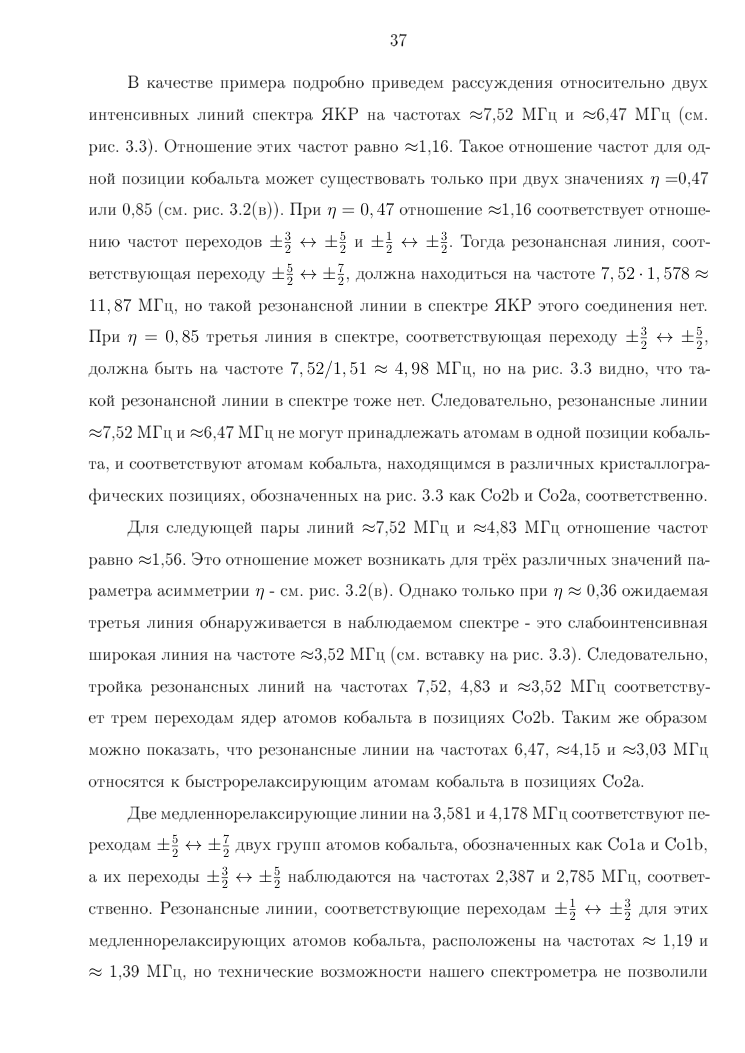 37
В качестве примера подробно приведем рассуждения относительно двух
интенсивных линий спектра ЯКР на частотах ≈7,52 МГц и ≈6,47 МГц (см.
рис. 3.3). Отношение этих частот равно ≈1,16. Такое отношение частот для од-
ной позиции кобальта может существовать только при двух значениях η =0,47
или 0,85 (см. рис. 3.2(в)). При η = 0, 47 отношение ≈1,16 соответствует отноше-
нию частот переходов ±3/2 ↔ ±5/2 и ±1/2 ↔ ±3/2. Тогда резонансная линия, соот-
ветствующая переходу ±5/2 ↔ ±7/2, должна находиться на частоте 7, 52 · 1, 578 ≈
11, 87 МГц, но такой резонансной линии в спектре ЯКР этого соединения нет.
При η = 0, 85 третья линия в спектре, соответствующая переходу ±3/2 ↔ ±5/2,
должна быть на частоте 7, 52/1, 51 ≈ 4, 98 МГц, но на рис. 3.3 видно, что та-
кой резонансной линии в спектре тоже нет. Следовательно, резонансные линии
≈7,52 МГц и ≈6,47 МГц не могут принадлежать атомам в одной позиции кобаль-
та, и соответствуют атомам кобальта, находящимся в различных кристаллогра-
фических позициях, обозначенных на рис. 3.3 как Co2b и Co2a, соответственно.
Для следующей пары линий ≈7,52 МГц и ≈4,83 МГц отношение частот
равно ≈1,56. Это отношение может возникать для трёх различных значений па-
раметра асимметрии η - см. рис. 3.2(в). Однако только при η ≈ 0,36 ожидаемая
третья линия обнаруживается в наблюдаемом спектре - это слабоинтенсивная
широкая линия на частоте ≈3,52 МГц (см. вставку на рис. 3.3). Следовательно,
тройка резонансных линий на частотах 7,52, 4,83 и ≈3,52 МГц соответству-
ет трем переходам ядер атомов кобальта в позициях Co2b. Таким же образом
можно показать, что резонансные линии на частотах 6,47, ≈4,15 и ≈3,03 МГц
относятся к быстрорелаксирующим атомам кобальта в позициях Co2a.
Две медленнорелаксирующие линии на 3,581 и 4,178 МГц соответствуют пе-
реходам ±5/2 ↔ ±7/2 двух групп атомов кобальта, обозначенных как Co1a и Co1b,
а их переходы ±3/2 ↔ ±5/2 наблюдаются на частотах 2,387 и 2,785 МГц, соответ-
ственно. Резонансные линии, соответствующие переходам ±1/2 ↔ ±3/2 для этих
медленнорелаксирующих атомов кобальта, расположены на частотах ≈ 1,19 и
≈ 1,39 МГц, но технические возможности нашего спектрометра не позволили